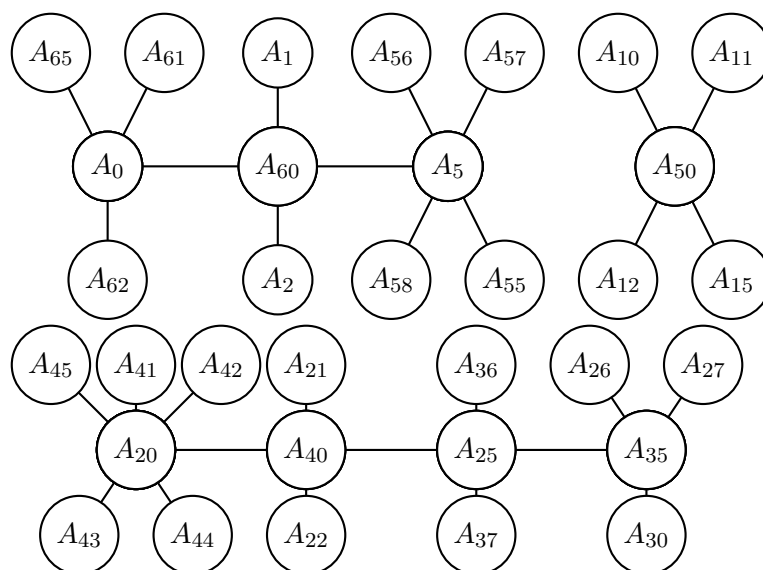 A₆₅ A₆₁ A₁ A₅₆ A₅₇ A₁₀ A₁₁
A₀ A₆₀ A₅ A₅₀
A₆₂ A₂ A₅₈ A₅₅ A₁₂ A₁₅
A₄₅ A₄₁ A₄₂ A₂₁ A₃₆ A₂₆ A₂₇
A₂₀ A₄₀ A₂₅ A₃₅
A₄₃ A₄₄ A₂₂ A₃₇ A₃₀